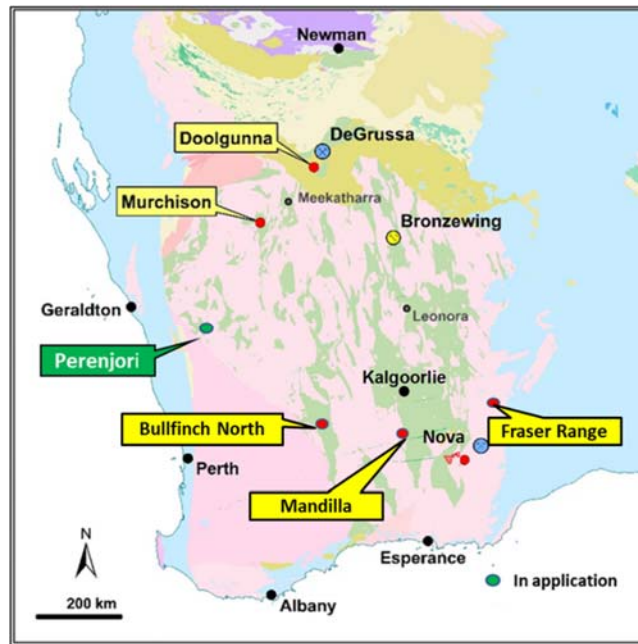 Newman
DeGrussa
Doolgunna
Meekatharra
Murchison
Bronzewing
Geraldton
Leonora
Perenjori
Kalgoorlie
Bullfinch North
Nova
Fraser Range
Perth
Mandilla
N
Esperance
In application
200 km
Albany